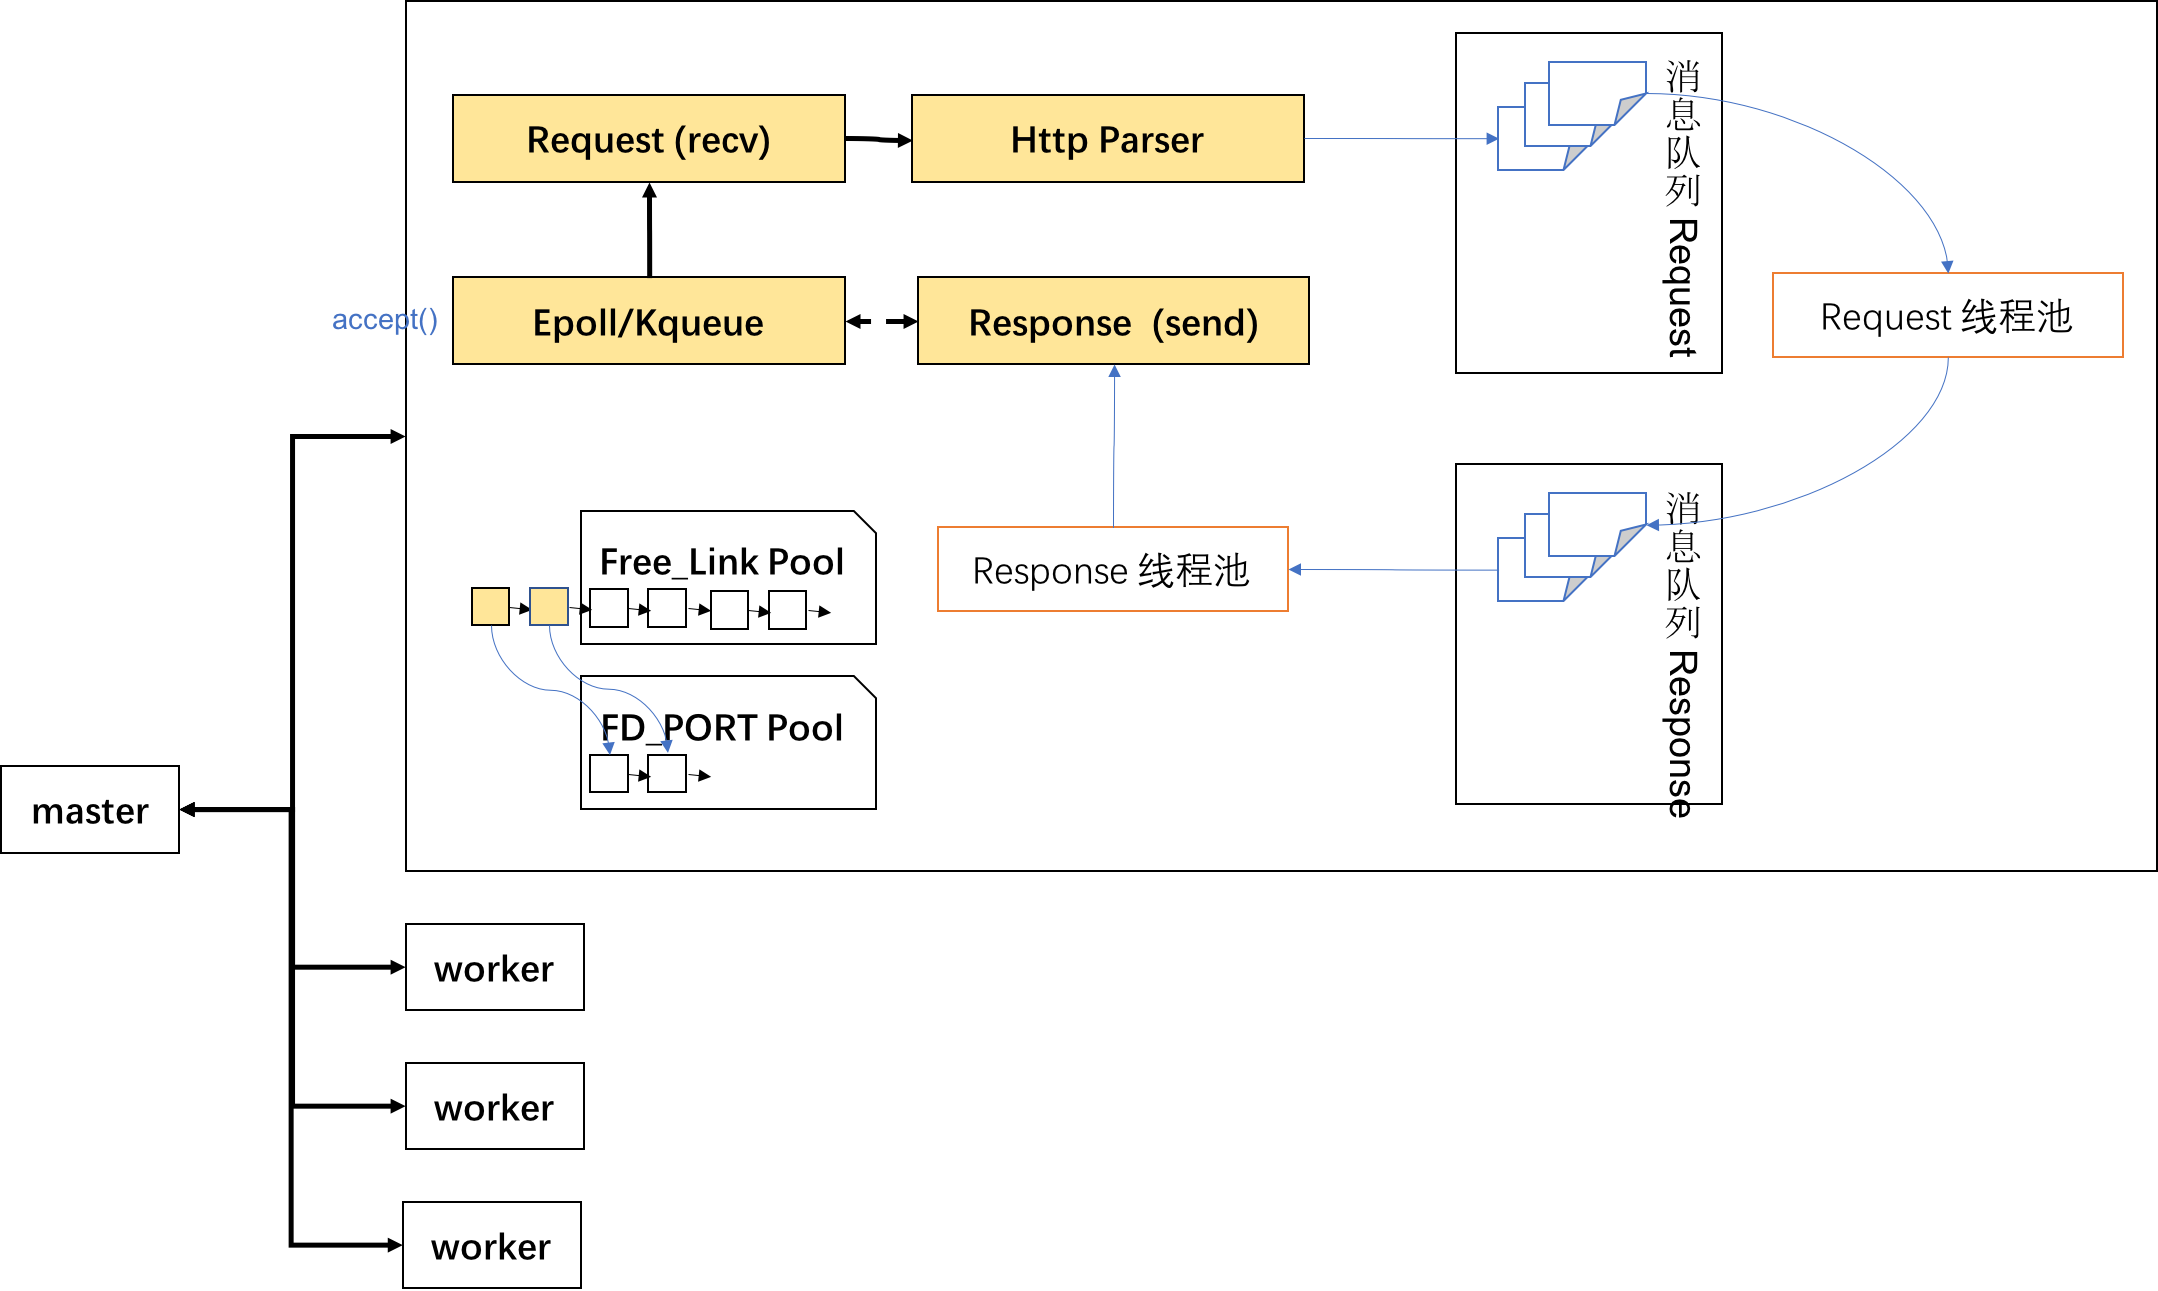 Request (recv)
Http Parser
消息队列 Request
accept()
Epoll/Kqueue
Response (send)
Request 线程池
Free_Link Pool
Response 线程池
消息队列 Response
FD_PORT Pool
master
worker
worker
worker